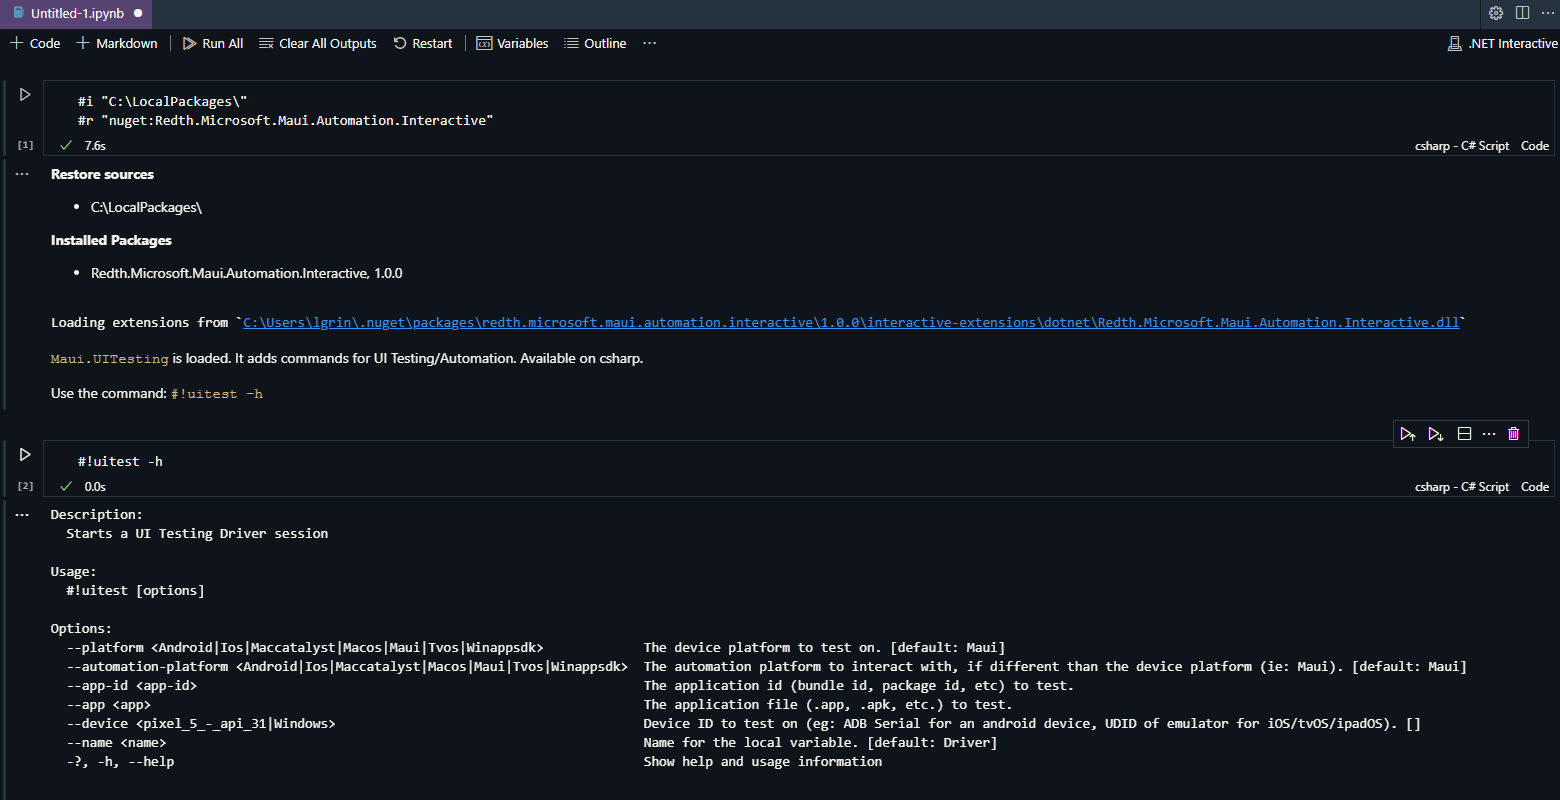 Untitled-1.ipynb
Code Markdown Run All Clear All Outputs Restart Variables Outline ... .NET Interactive
#i "C:\LocalPackages\"
#r "nuget:Redth.Microsoft.Maui.Automation.Interactive"
[1] 7.6s csharp - C# Script Code
Restore sources
• C:\LocalPackages\
Installed Packages
• Redth.Microsoft.Maui.Automation.Interactive, 1.0.0
Loading extensions from `C:\Users\lgrin\.nuget\packages\redth.microsoft.maui.automation.interactive\1.0.0\interactive-extensions\dotnet\Redth.Microsoft.Maui.Automation.Interactive.dll`
Maui.UITesting is loaded. It adds commands for UI Testing/Automation. Available on csharp.
Use the command: #!uitest -h
#!uitest -h
[2] 0.0s csharp - C# Script Code
Description:
Starts a UI Testing Driver session
Usage:
#!uitest [options]
Options:
--platform <Android|Ios|Maccatalyst|Macos|Maui|Tvos|Winappsdk> The device platform to test on. [default: Maui]
--automation-platform <Android|Ios|Maccatalyst|Macos|Maui|Tvos|Winappsdk> The automation platform to interact with, if different than the device platform (ie: Maui). [default: Maui]
--app-id <app-id> The application id (bundle id, package id, etc) to test.
--app <app> The application file (.app, .apk, etc.) to test.
--device <pixel_5_-_api_31|Windows> Device ID to test on (eg: ADB Serial for an android device, UDID of emulator for iOS/tvOS/ipadOS). []
--name <name> Name for the local variable. [default: Driver]
-?, -h, --help Show help and usage information